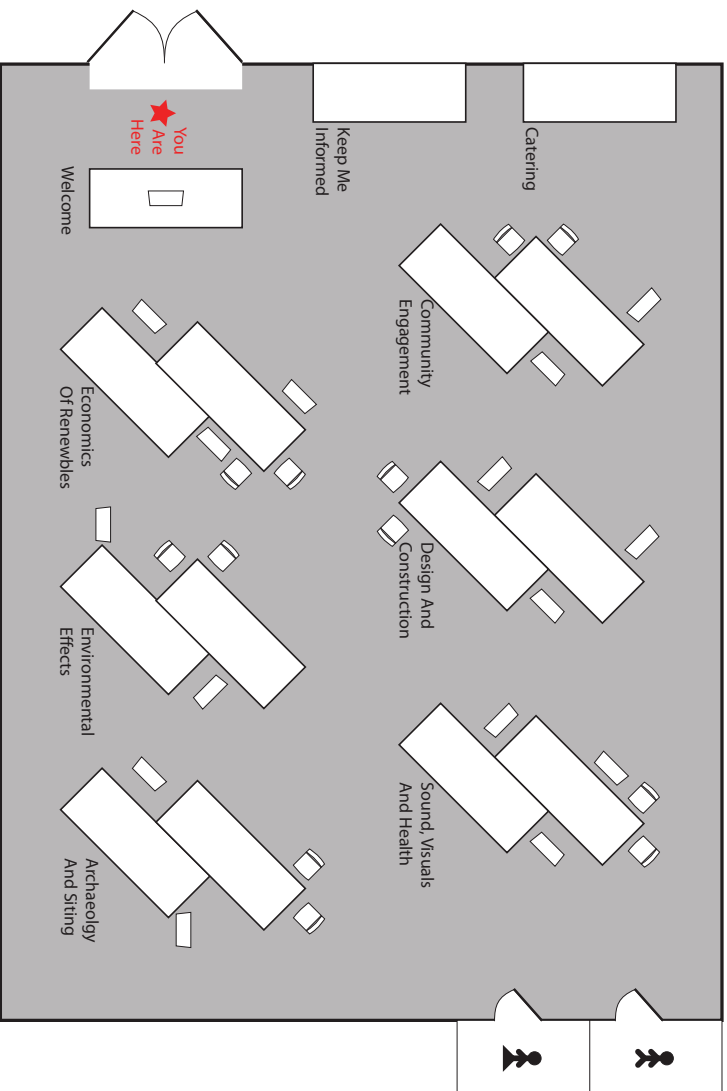 Catering
Community
Engagement
Design And
Construction
Sound, Visuals
And Health
Keep Me
Informed
You
Are
Here
Welcome
Economics
Of Renewbles
Environmental
Effects
Archaeolgy
And Siting